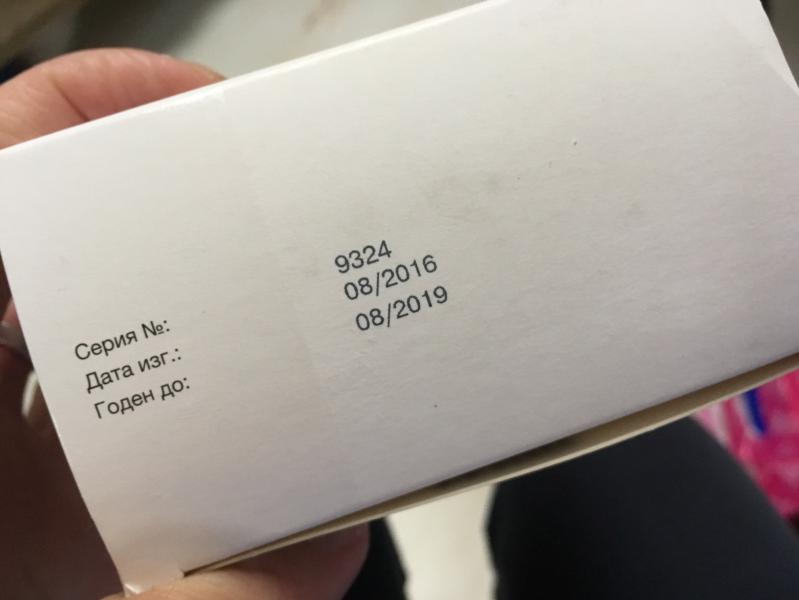 Серия №: 9324
Дата изг.: 08/2016
Годен до: 08/2019